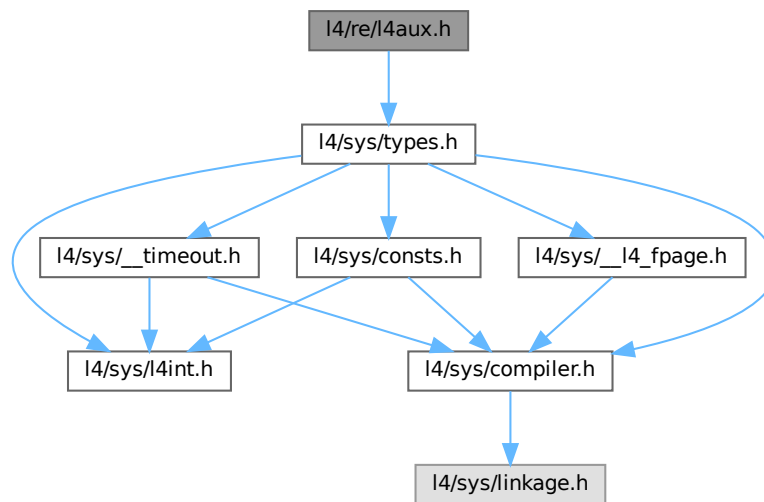 l4/re/l4aux.h
l4/sys/types.h
l4/sys/__timeout.h
l4/sys/consts.h
l4/sys/__l4_fpage.h
l4/sys/l4int.h
l4/sys/compiler.h
l4/sys/linkage.h